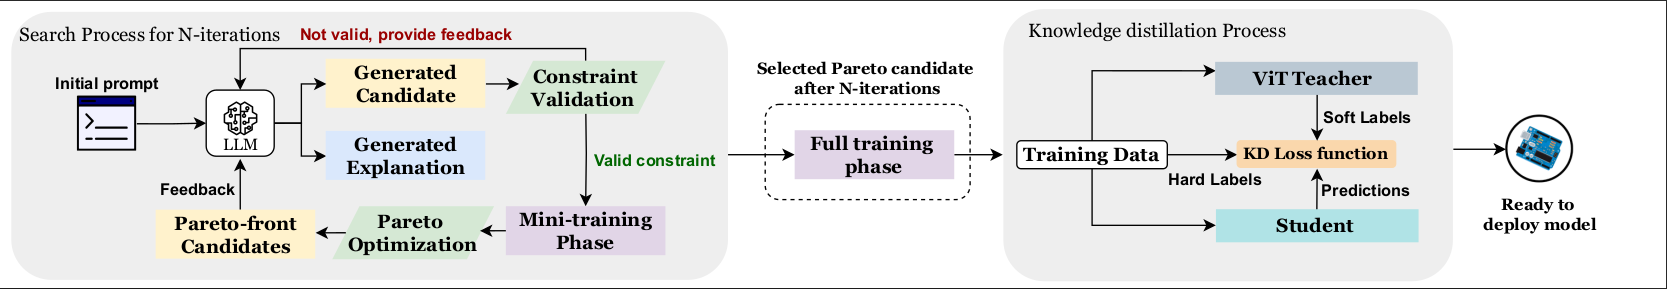 Search Process for N-iterations
Not valid, provide feedback
Initial prompt
LLM
Generated
Candidate
Generated
Explanation
Constraint
Validation
Valid constraint
Feedback
Pareto-front
Candidates
Pareto
Optimization
Mini-training
Phase
Selected Pareto candidate
after N-iterations
Full training
phase
Knowledge distillation Process
Training Data
ViT Teacher
Soft Labels
KD Loss function
Hard Labels
Predictions
Student
Ready to
deploy model